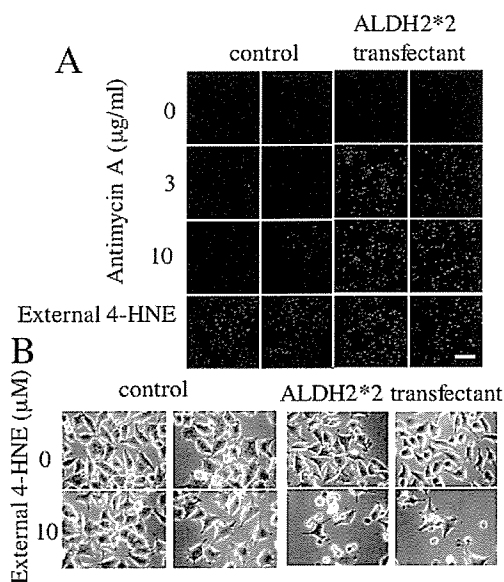 A
control
ALDH2*2
transfectant
Antimycin A (μg/ml)
0
3
10
External 4-HNE
B
control
ALDH2*2 transfectant
External 4-HNE (μM)
0
10